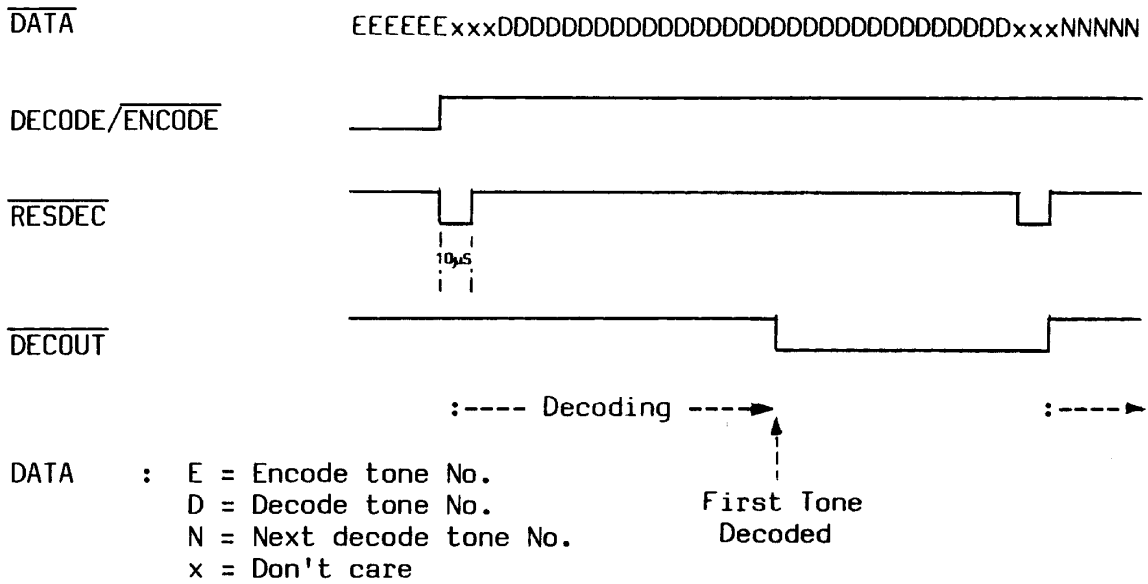 DATA EEEEEExxxDDDDDDDDDDDDDDDDDDDDDDDDDDDDDDDDxxxNNNNN
DECODE/ENCODE
RESDEC
10µS
DECOUT
:---- Decoding ----
:----
DATA : E = Encode tone No.
D = Decode tone No.
N = Next decode tone No.
x = Don't care
First Tone
Decoded